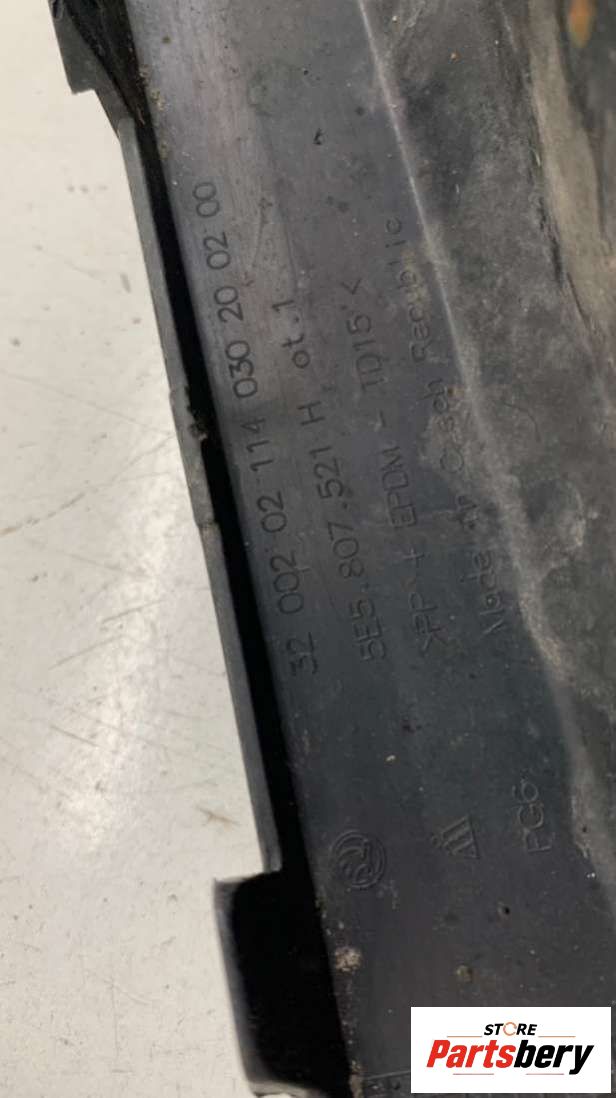 32 002 02 114 030 20 02 00
5E5.807.521 H, ot.1
>PP + EPDM - TD15<
Made in Czech Republic
PG6
STORE
Partsbery